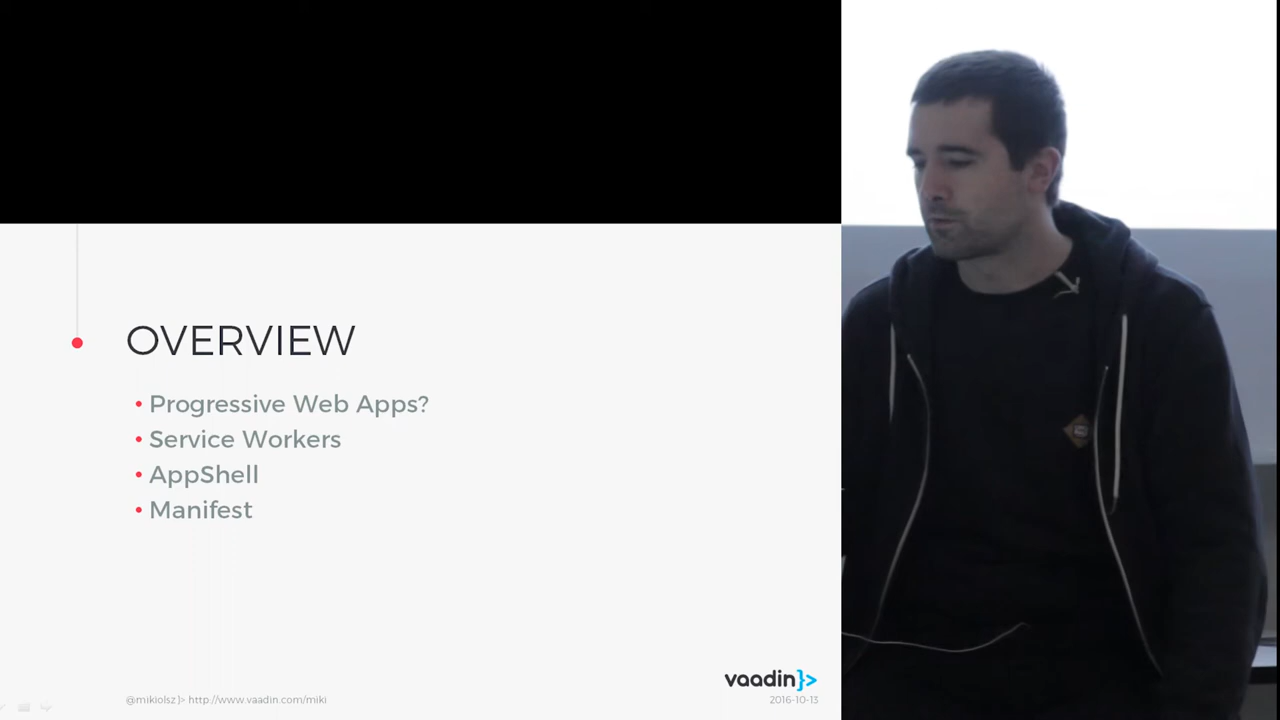 OVERVIEW
• Progressive Web Apps?
• Service Workers
• AppShell
• Manifest
vaadin}>
@mikiolsz }> http://www.vaadin.com/miki
2016-10-13